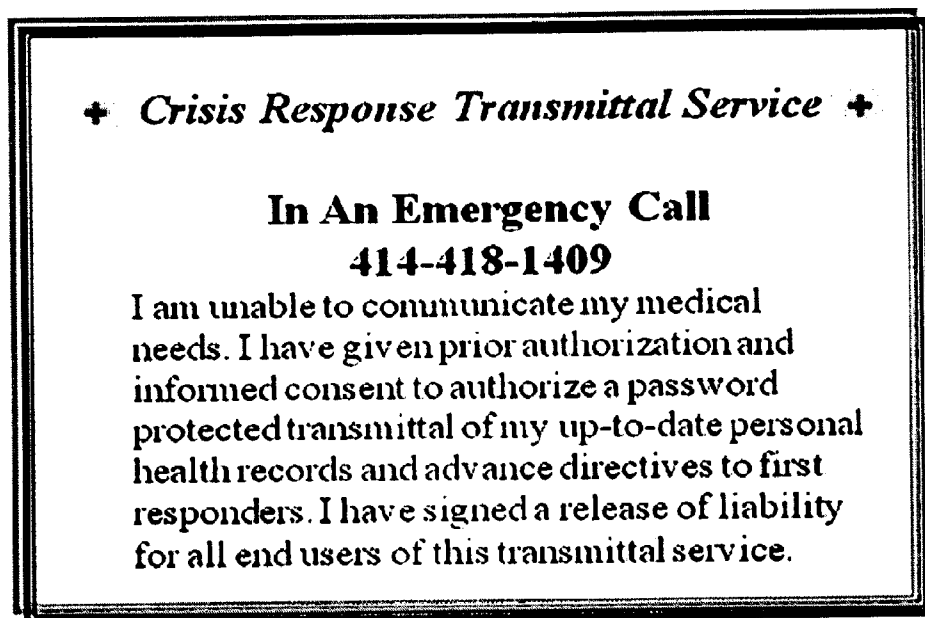 + Crisis Response Transmittal Service +
In An Emergency Call
414-418-1409
I am unable to communicate my medical
needs. I have given prior authorization and
informed consent to authorize a password
protected transmittal of my up-to-date personal
health records and advance directives to first
responders. I have signed a release of liability
for all end users of this transmittal service.